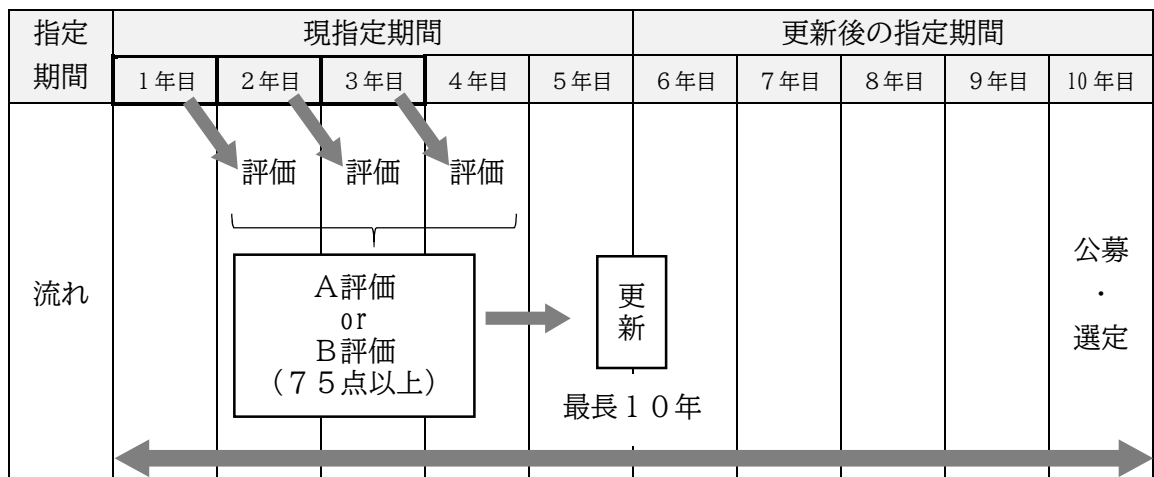 指定
期間
現指定期間
更新後の指定期間
1年目
2年目
3年目
4年目
5年目
6年目
7年目
8年目
9年目
10年目
流れ
評価
評価
評価
A評価
or
B評価
(75点以上)
更
新
最長10年
公募
・
選定